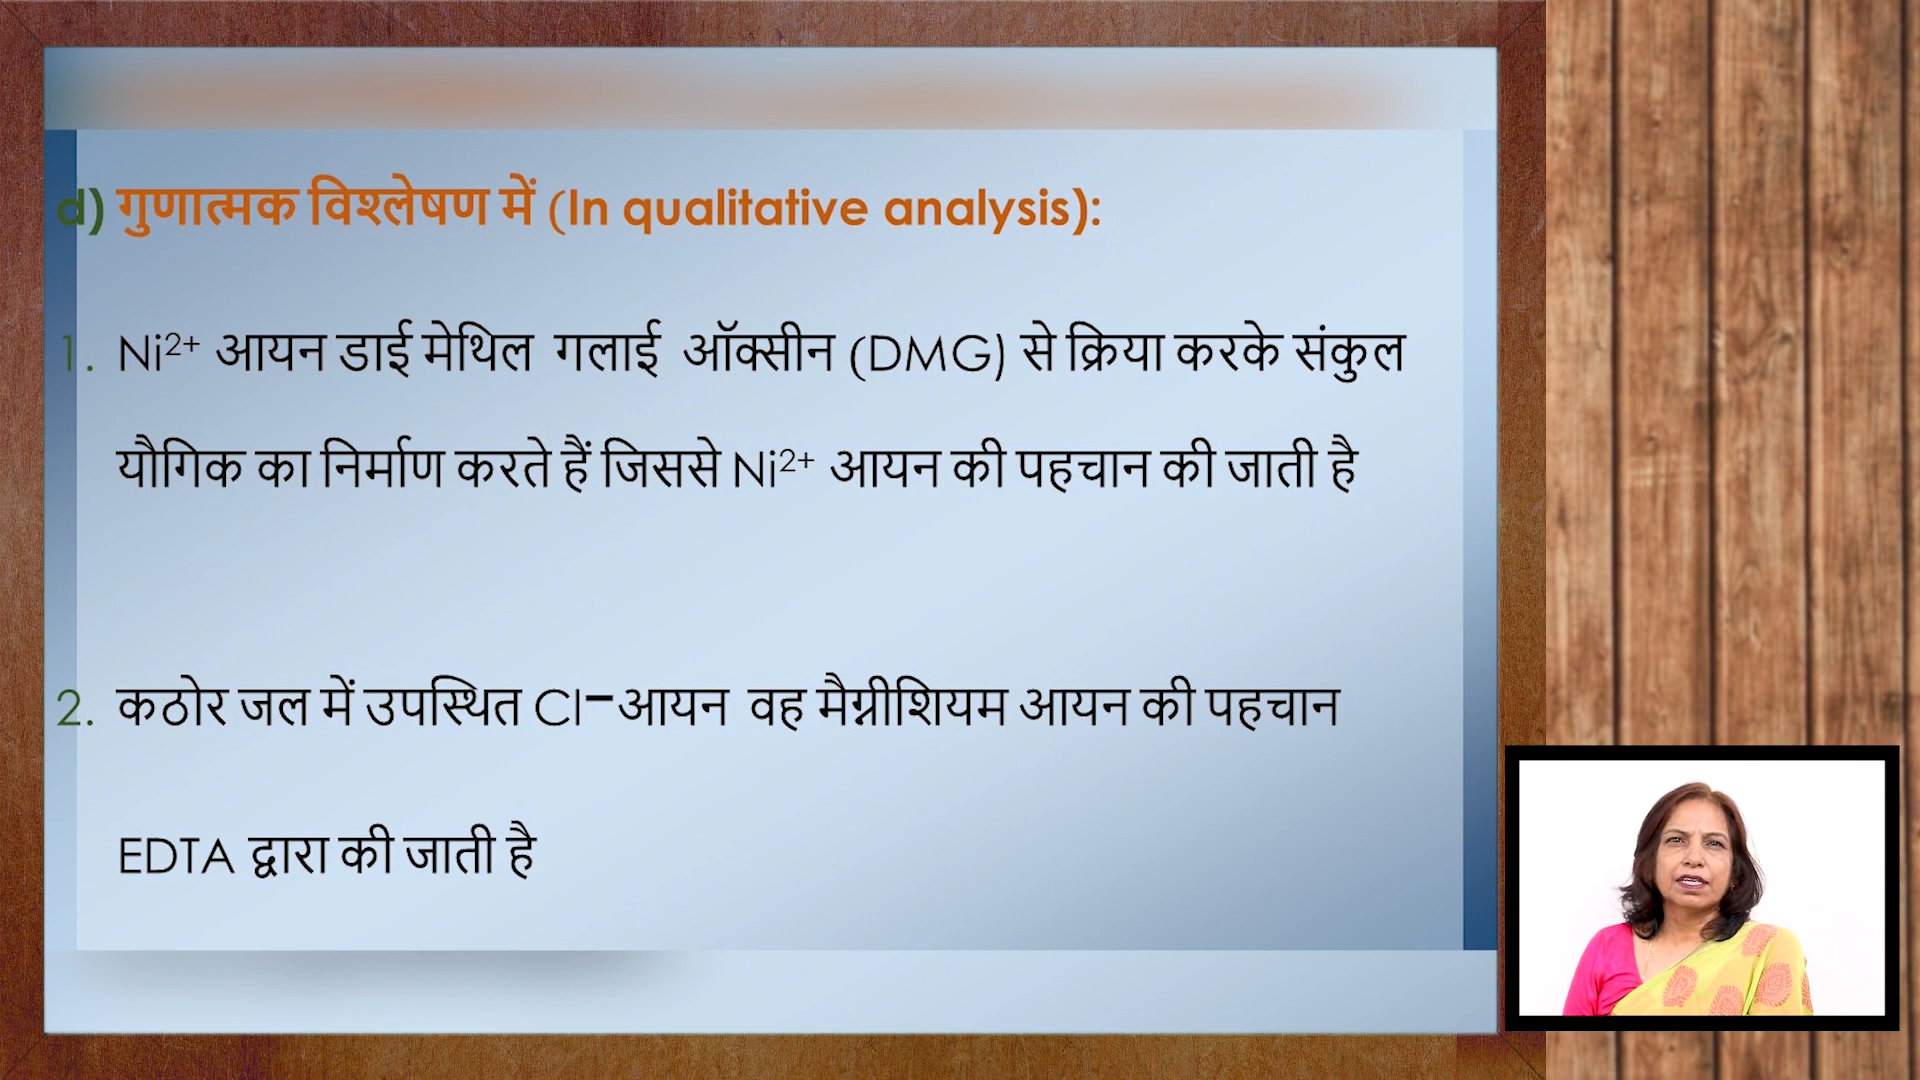 d) गुणात्मक विश्लेषण में (In qualitative analysis):
1. Ni²⁺ आयन डाई मेथिल गलाई ऑक्सीन (DMG) से क्रिया करके संकुल
यौगिक का निर्माण करते हैं जिससे Ni²⁺ आयन की पहचान की जाती है
2. कठोर जल में उपस्थित Cl⁻आयन वह मैग्नीशियम आयन की पहचान
EDTA द्वारा की जाती है